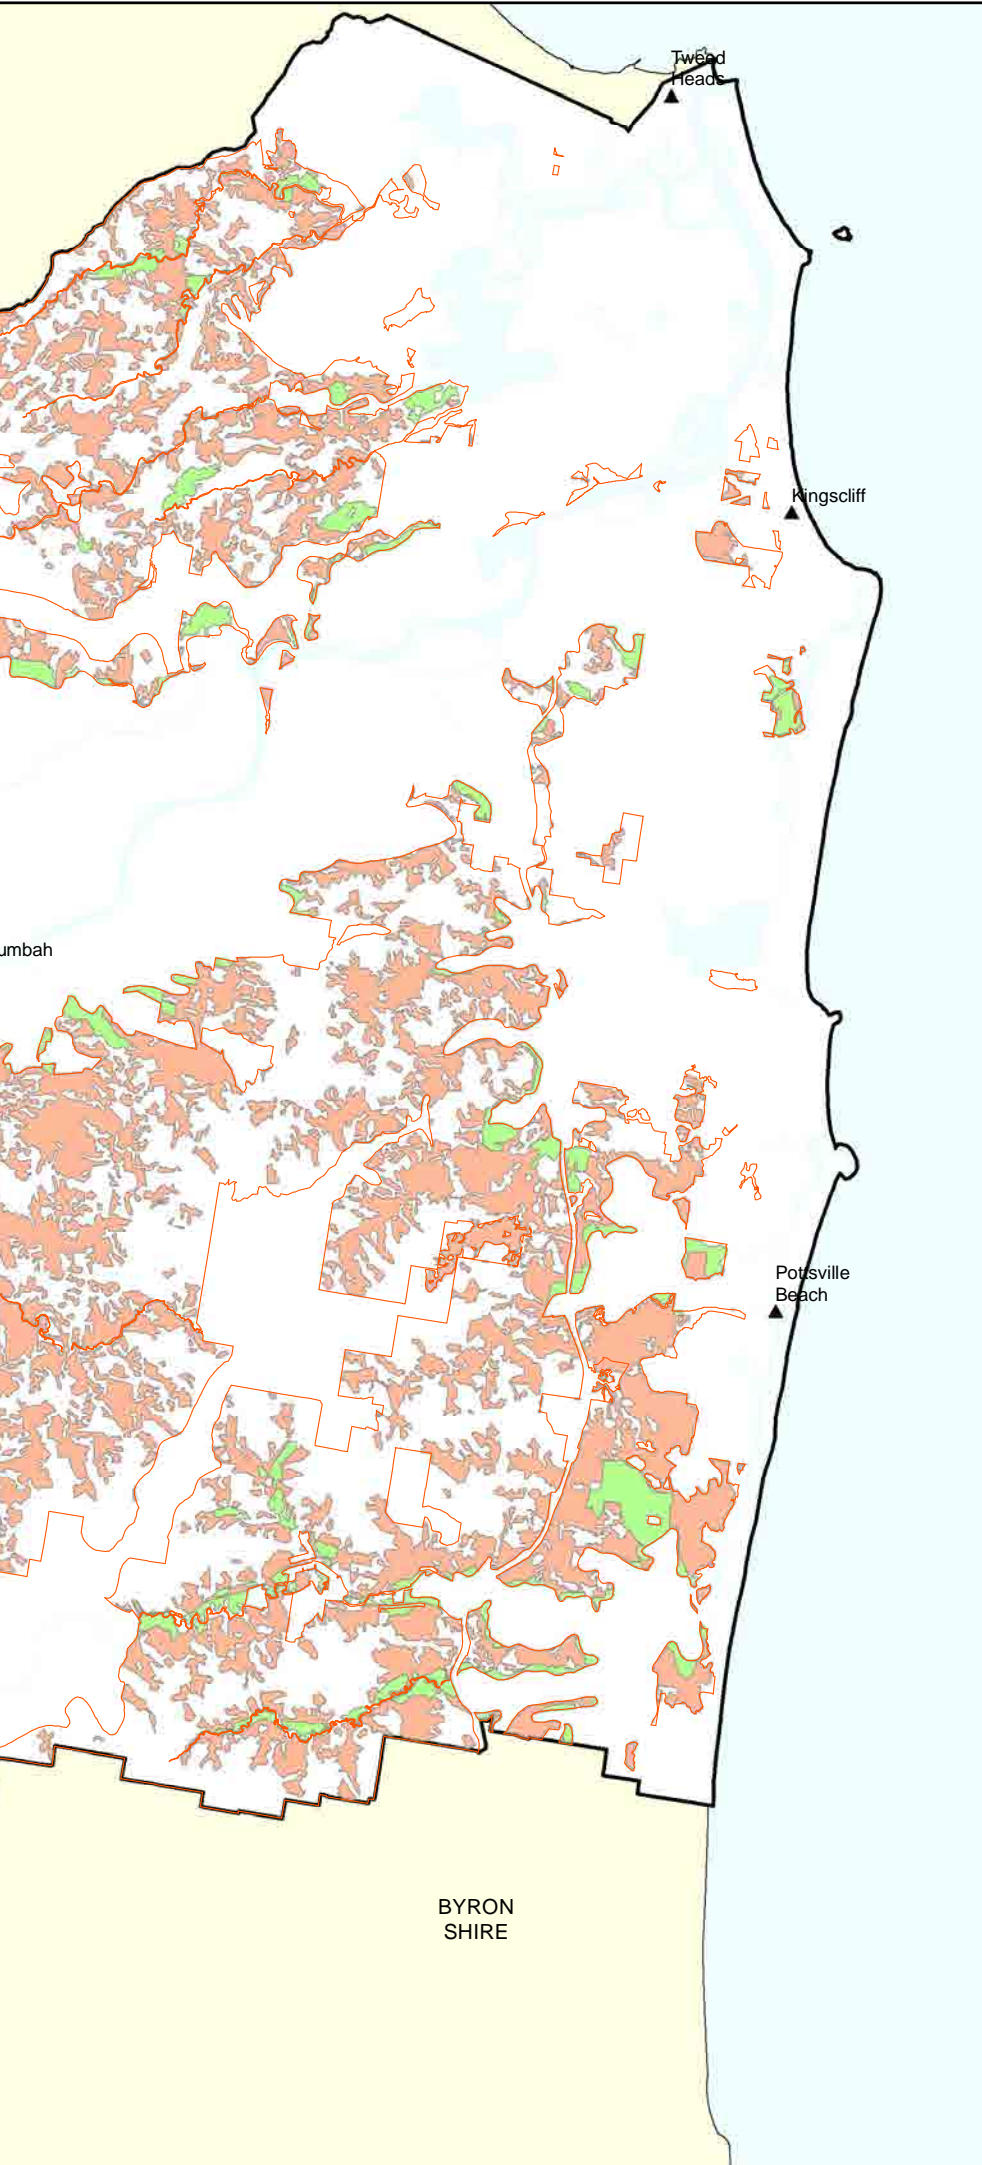 Tweed
Heads
Kingscliff
umbah
Pottsville
Beach
BYRON
SHIRE